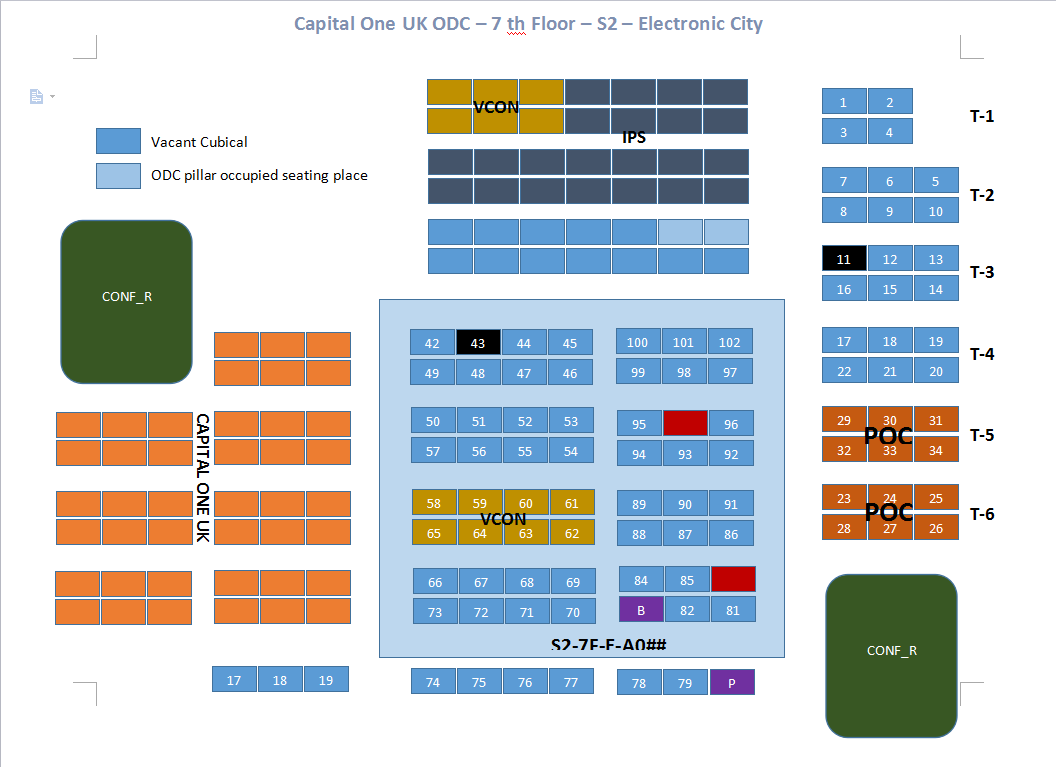 Capital One UK ODC – 7 th Floor – S2 – Electronic City
Vacant Cubical
ODC pillar occupied seating place
VCON
IPS
1 2
3 4
T-1
7 6 5
8 9 10
T-2
11 12 13
16 15 14
T-3
17 18 19
22 21 20
T-4
29 30 31
POC
32 33 34
T-5
23 24 25
POC
28 27 26
T-6
CONF_R
CONF_R
CAPITAL ONE UK
42 43 44 45
49 48 47 46
50 51 52 53
57 56 55 54
58 59 60 61
VCON
65 64 63 62
66 67 68 69
73 72 71 70
100 101 102
99 98 97
95 96
94 93 92
89 90 91
88 87 86
84 85
B 82 81
S2-7F-F-A0##
17 18 19
74 75 76 77
78 79 P